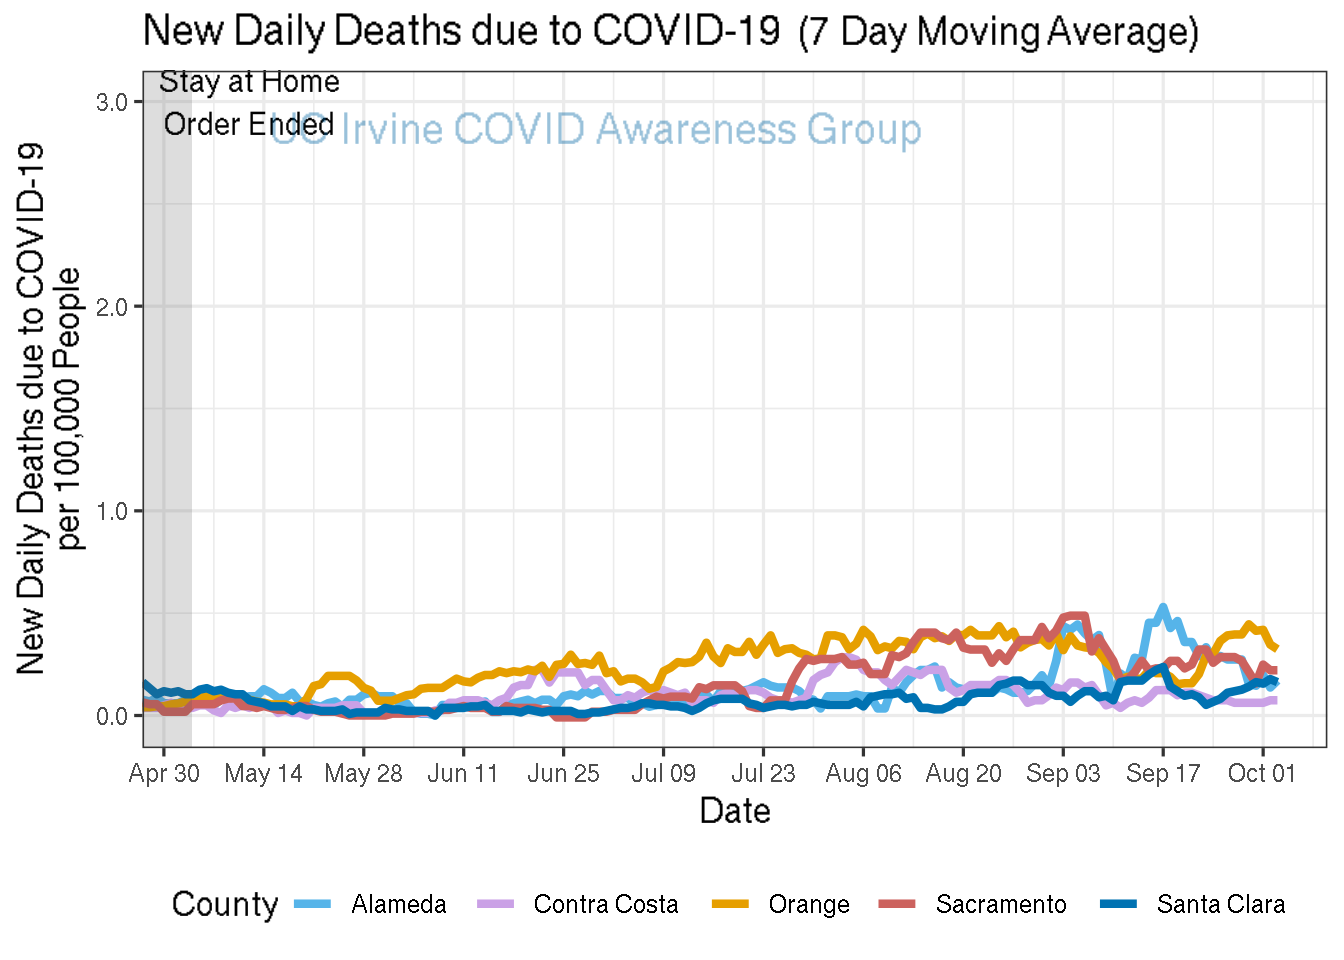 New Daily Deaths due to COVID-19 (7 Day Moving Average)
Stay at Home
Order Ended
UC Irvine COVID Awareness Group
New Daily Deaths due to COVID-19
per 100,000 People
3.0
2.0
1.0
0.0
Apr 30 May 14 May 28 Jun 11 Jun 25 Jul 09 Jul 23 Aug 06 Aug 20 Sep 03 Sep 17 Oct 01
Date
County Alameda Contra Costa Orange Sacramento Santa Clara